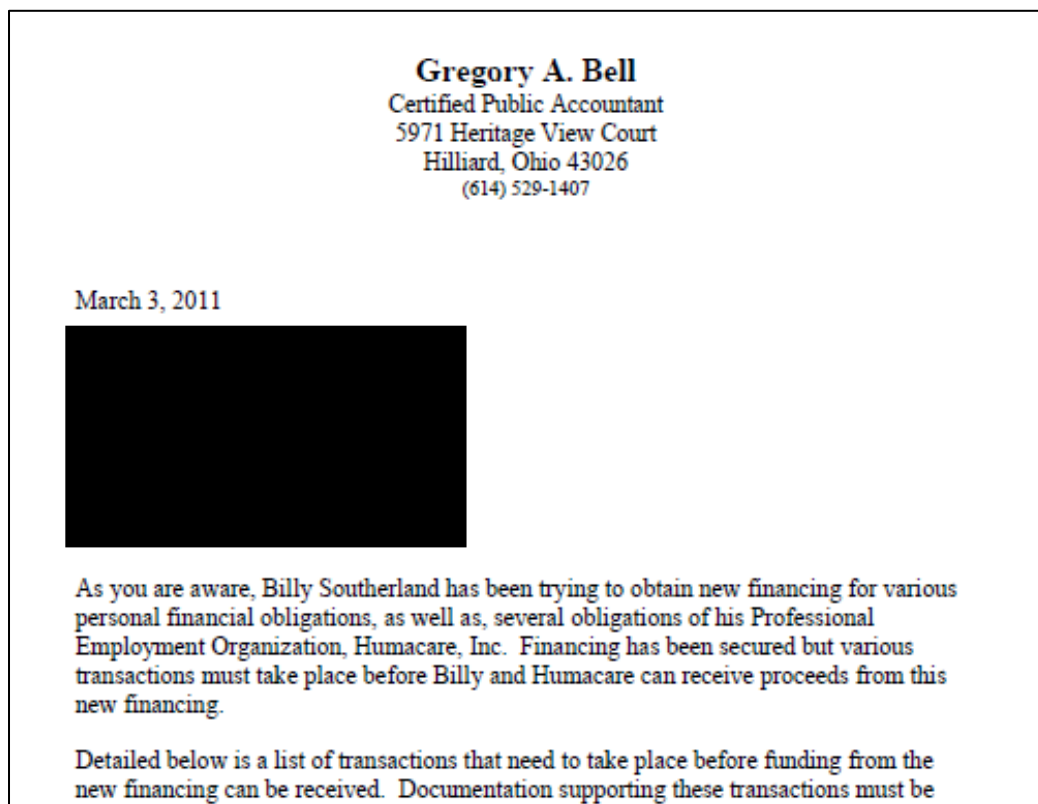 Gregory A. Bell
Certified Public Accountant
5971 Heritage View Court
Hilliard, Ohio 43026
(614) 529-1407
March 3, 2011
As you are aware, Billy Southerland has been trying to obtain new financing for various
personal financial obligations, as well as, several obligations of his Professional
Employment Organization, Humacare, Inc.  Financing has been secured but various
transactions must take place before Billy and Humacare can receive proceeds from this
new financing.
Detailed below is a list of transactions that need to take place before funding from the
new financing can be received.  Documentation supporting these transactions must be